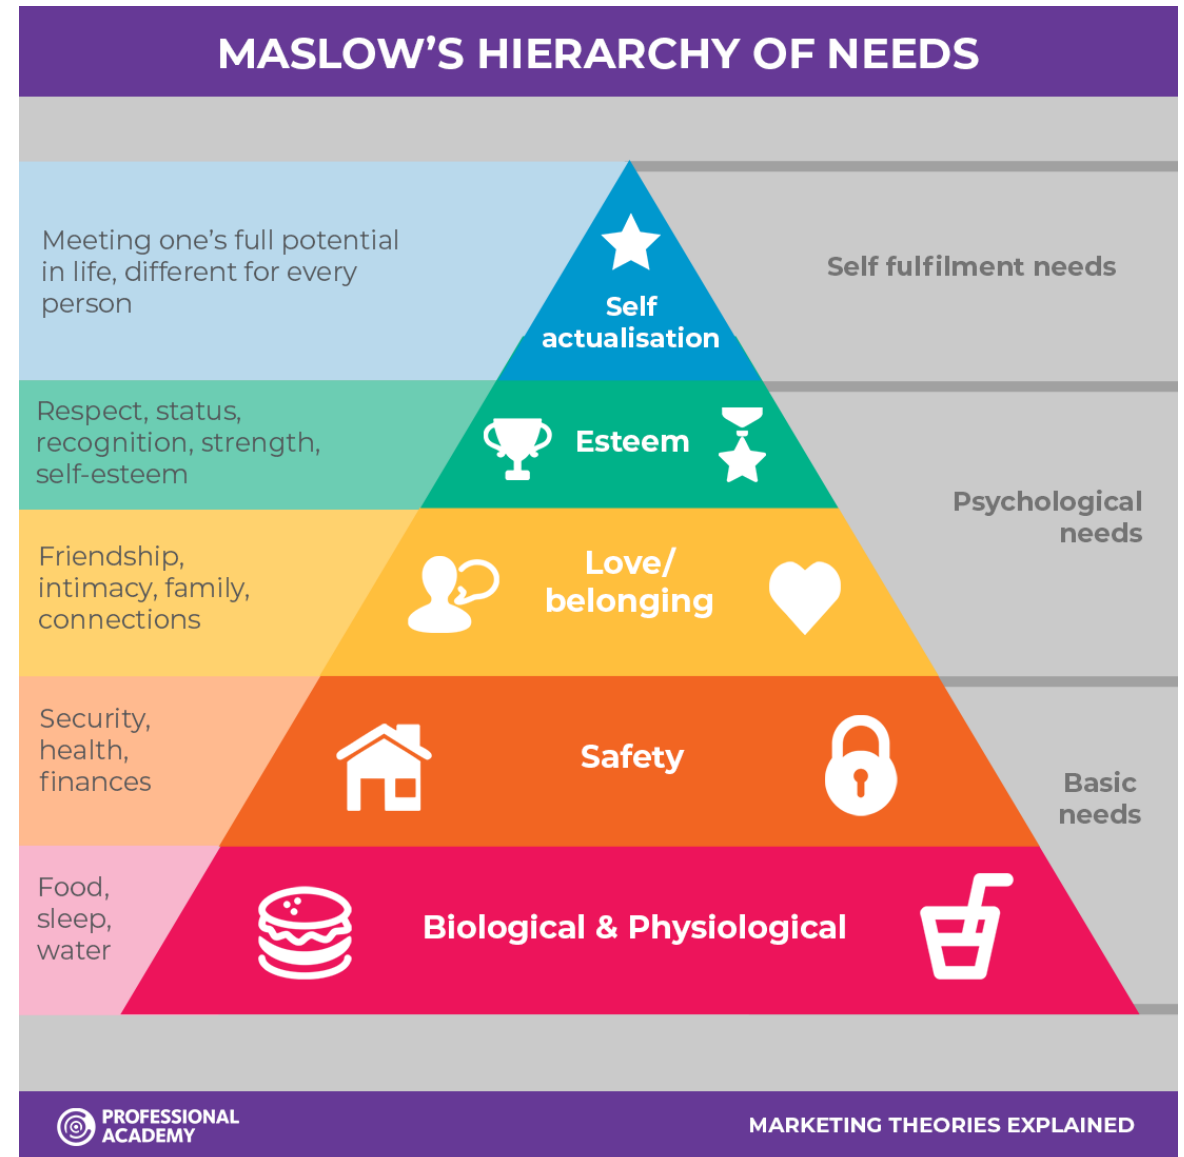 MASLOW'S HIERARCHY OF NEEDS
Meeting one's full potential
in life, different for every
person
Self
actualisation
Self fulfilment needs
Respect, status,
recognition, strength,
self-esteem
Esteem
Psychological
needs
Friendship,
intimacy, family,
connections
Love/
belonging
Security,
health,
finances
Safety
Basic
needs
Food,
sleep,
water
Biological & Physiological
PROFESSIONAL
ACADEMY
MARKETING THEORIES EXPLAINED